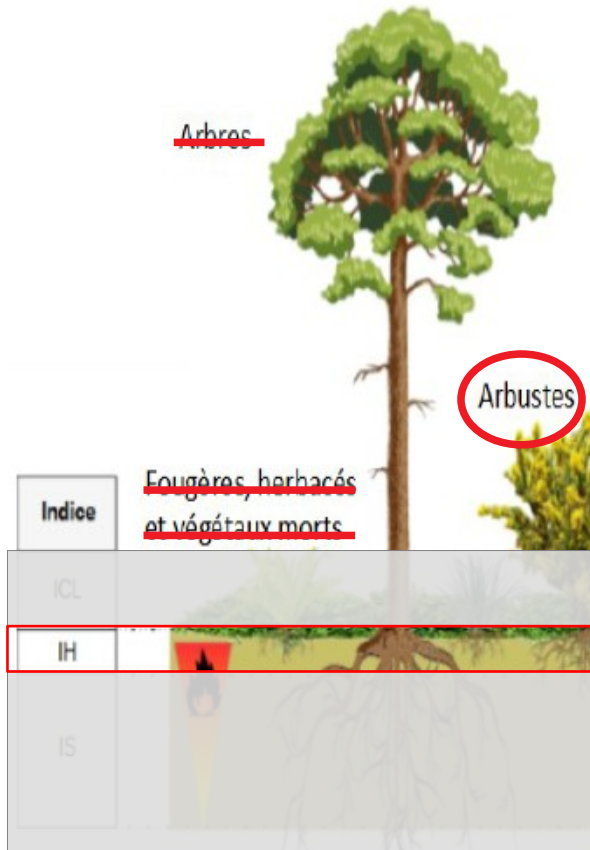 Arbres
Arbustes
Fougères, herbacés
et végétaux morts
Indice
ICL
IH
IS